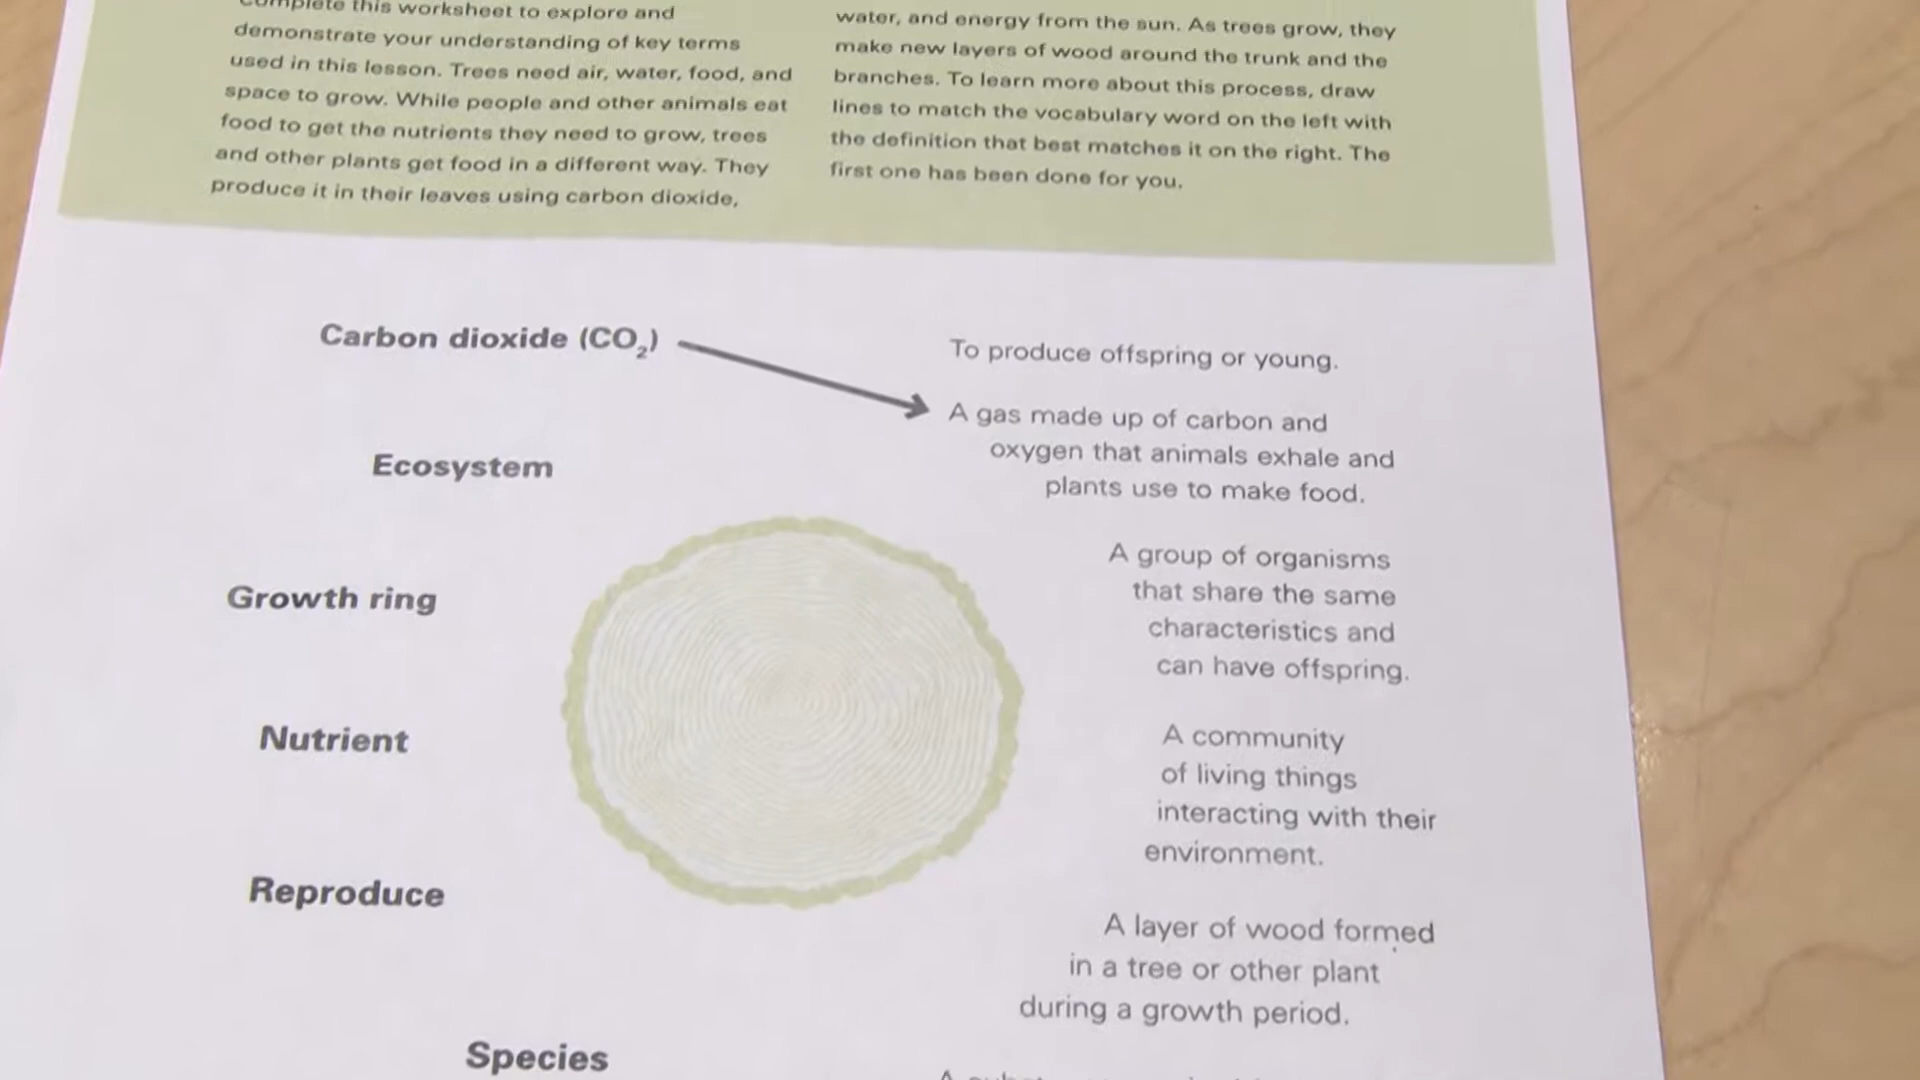 Complete this worksheet to explore and
demonstrate your understanding of key terms
used in this lesson. Trees need air, water, food, and
space to grow. While people and other animals eat
food to get the nutrients they need to grow, trees
and other plants get food in a different way. They
produce it in their leaves using carbon dioxide,
water, and energy from the sun. As trees grow, they
make new layers of wood around the trunk and the
branches. To learn more about this process, draw
lines to match the vocabulary word on the left with
the definition that best matches it on the right. The
first one has been done for you.
Carbon dioxide (CO₂)
Ecosystem
Growth ring
Nutrient
Reproduce
Species
To produce offspring or young.
A gas made up of carbon and
oxygen that animals exhale and
plants use to make food.
A group of organisms
that share the same
characteristics and
can have offspring.
A community
of living things
interacting with their
environment.
A layer of wood formed
in a tree or other plant
during a growth period.
A